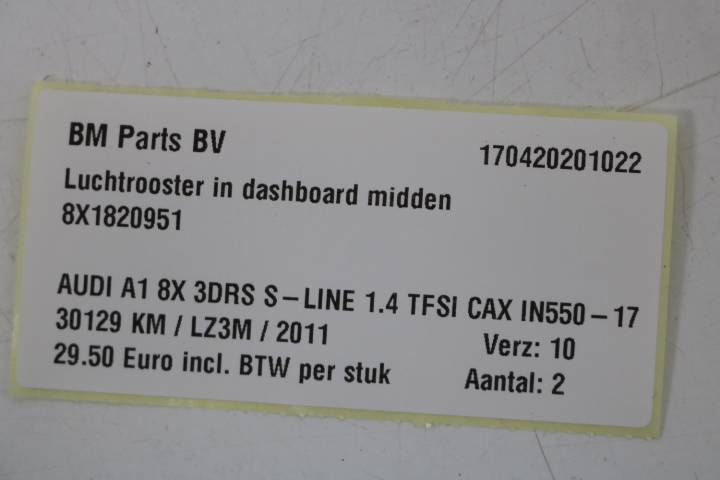 BM Parts BV
170420201022
Luchtrooster in dashboard midden
8X1820951
AUDI A1 8X 3DRS S-LINE 1.4 TFSI CAX IN550-17
30129 KM / LZ3M / 2011 Verz: 10
29.50 Euro incl. BTW per stuk Aantal: 2